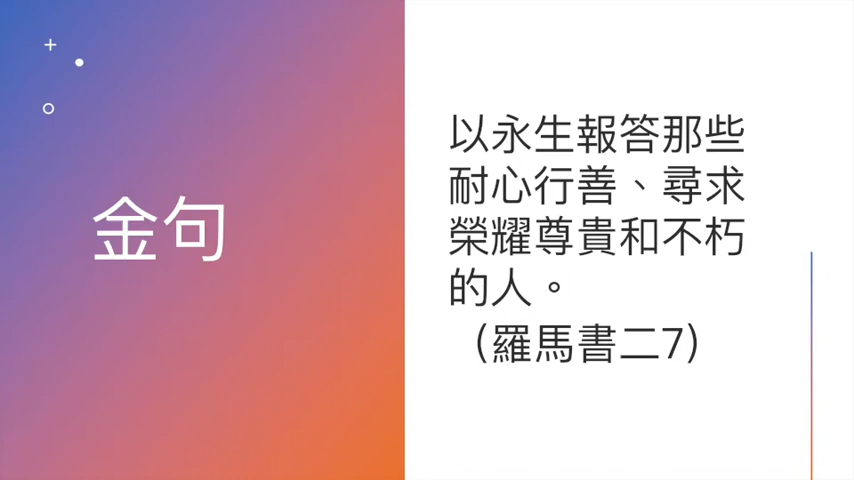 金句
以永生報答那些
耐心行善、尋求
榮耀尊貴和不朽
的人。
（羅馬書二7）